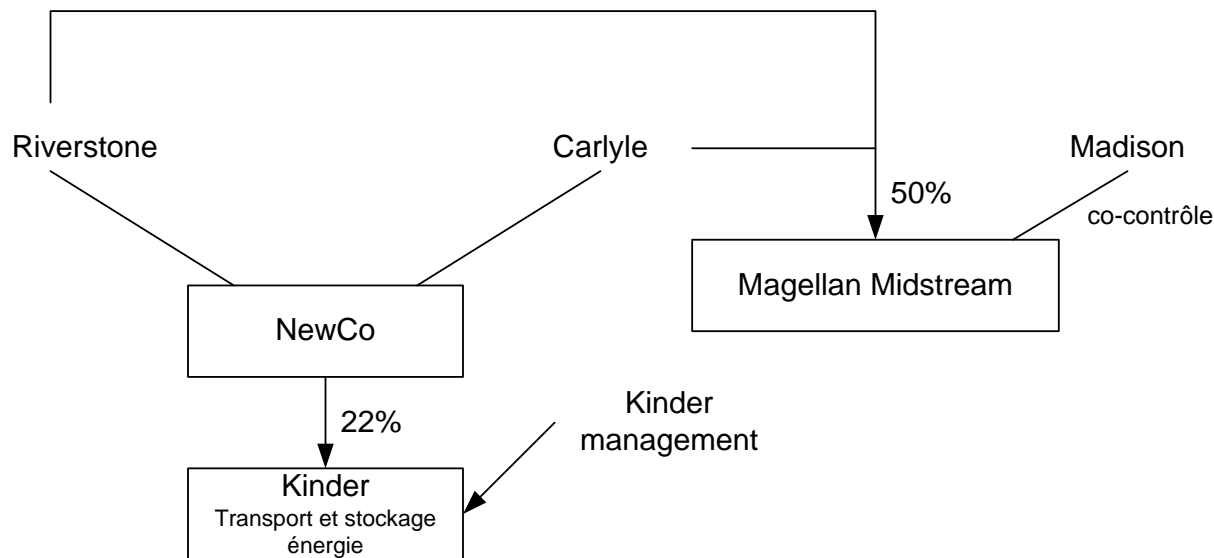 Riverstone
Carlyle
Madison
50%
co-contrôle
Magellan Midstream
NewCo
22%
Kinder
management
Kinder
Transport et stockage
énergie